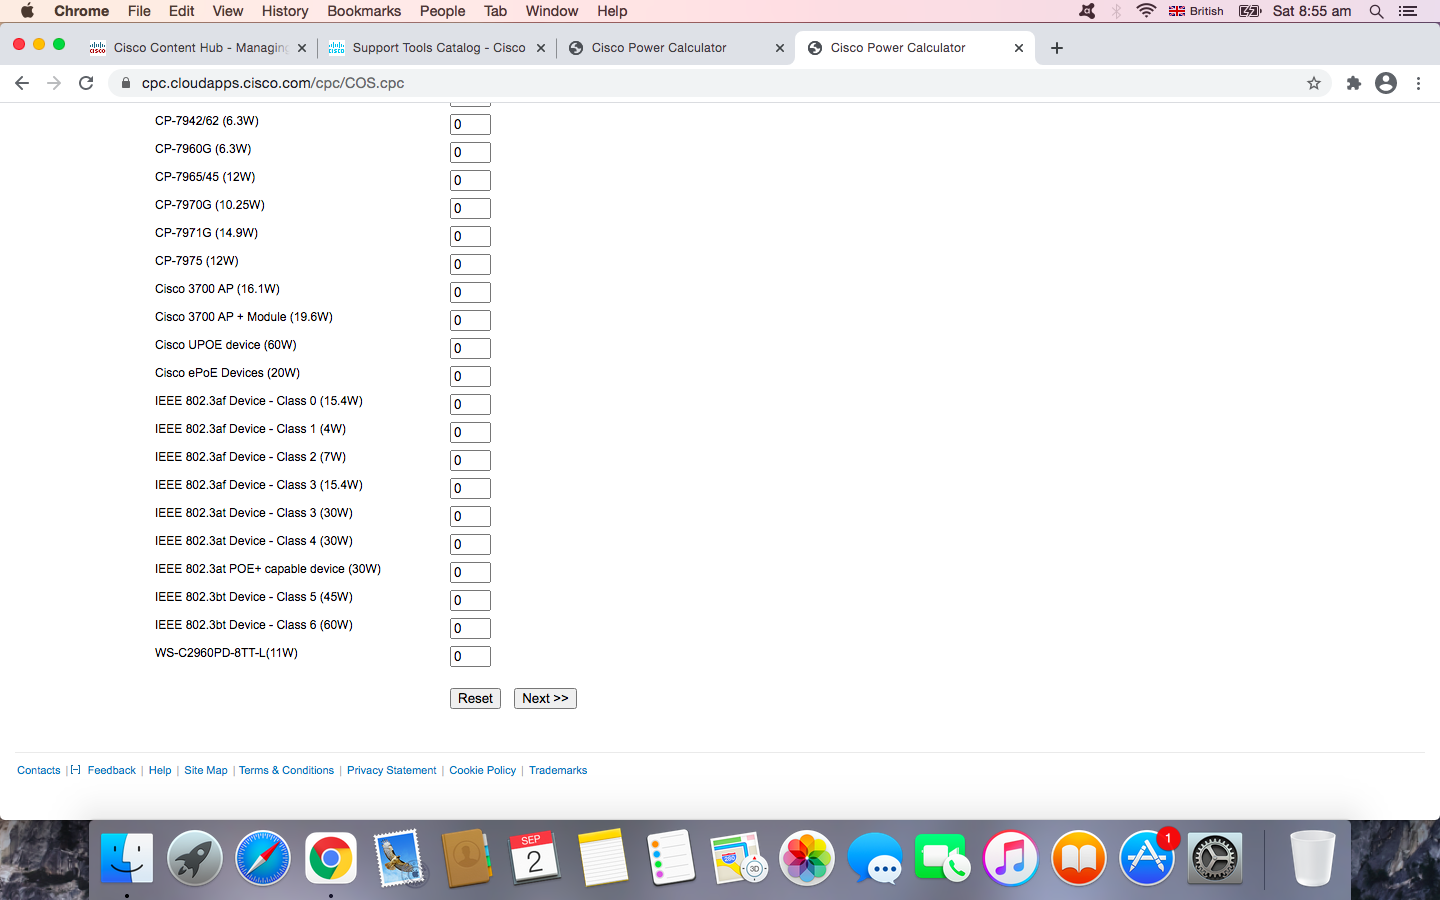 Chrome File Edit View History Bookmarks People Tab Window Help British Sat 8:55 am
Cisco Content Hub - Managing Support Tools Catalog - Cisco Cisco Power Calculator Cisco Power Calculator
cpc.cloudapps.cisco.com/cpc/COS.cpc
CP-7942/62 (6.3W) 0
CP-7960G (6.3W) 0
CP-7965/45 (12W) 0
CP-7970G (10.25W) 0
CP-7971G (14.9W) 0
CP-7975 (12W) 0
Cisco 3700 AP (16.1W) 0
Cisco 3700 AP + Module (19.6W) 0
Cisco UPOE device (60W) 0
Cisco ePoE Devices (20W) 0
IEEE 802.3af Device - Class 0 (15.4W) 0
IEEE 802.3af Device - Class 1 (4W) 0
IEEE 802.3af Device - Class 2 (7W) 0
IEEE 802.3af Device - Class 3 (15.4W) 0
IEEE 802.3at Device - Class 3 (30W) 0
IEEE 802.3at Device - Class 4 (30W) 0
IEEE 802.3at POE+ capable device (30W) 0
IEEE 802.3bt Device - Class 5 (45W) 0
IEEE 802.3bt Device - Class 6 (60W) 0
WS-C2960PD-8TT-L(11W) 0
Reset Next >>
Contacts | [-] Feedback | Help | Site Map | Terms & Conditions | Privacy Statement | Cookie Policy | Trademarks
SEP
2
280
3D
1